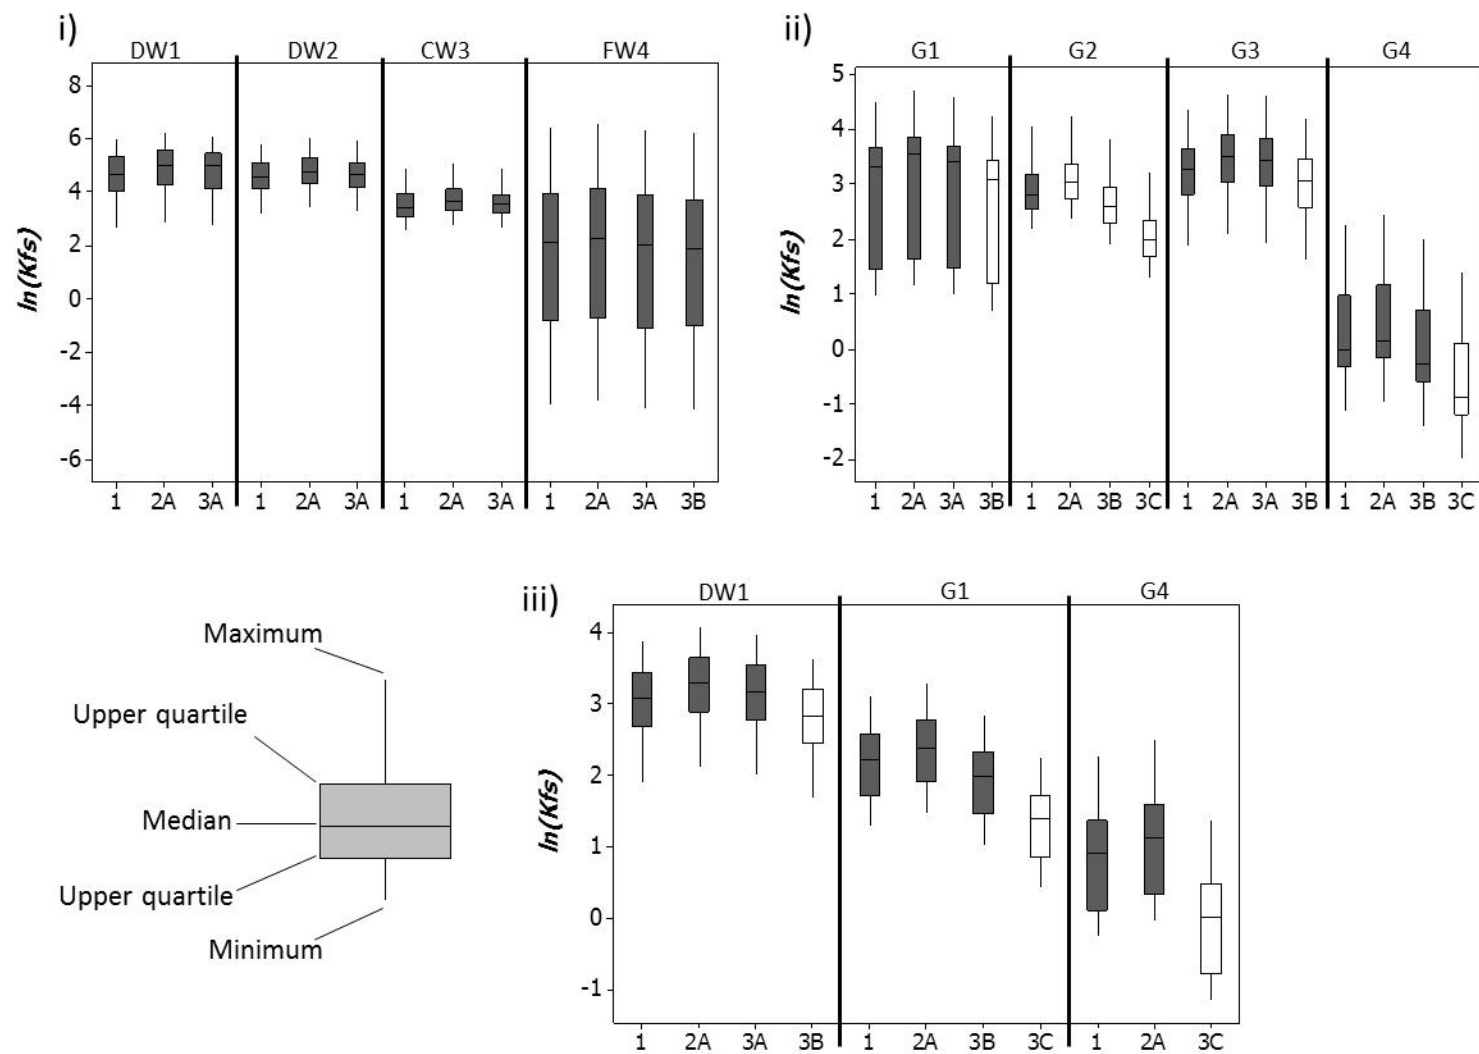 i)
DW1 DW2 CW3 FW4
8
6
4
2
0
-2
-4
-6
ln(Kfs)
1 2A 3A 1 2A 3A 1 2A 3A 1 2A 3A 3B
ii)
G1 G2 G3 G4
5
4
3
2
1
0
-1
-2
ln(Kfs)
1 2A 3A 3B 1 2A 3B 3C 1 2A 3A 3B 1 2A 3B 3C
Maximum
Upper quartile
Median
Upper quartile
Minimum
iii)
DW1 G1 G4
4
3
2
1
0
-1
ln(Kfs)
1 2A 3A 3B 1 2A 3B 3C 1 2A 3C